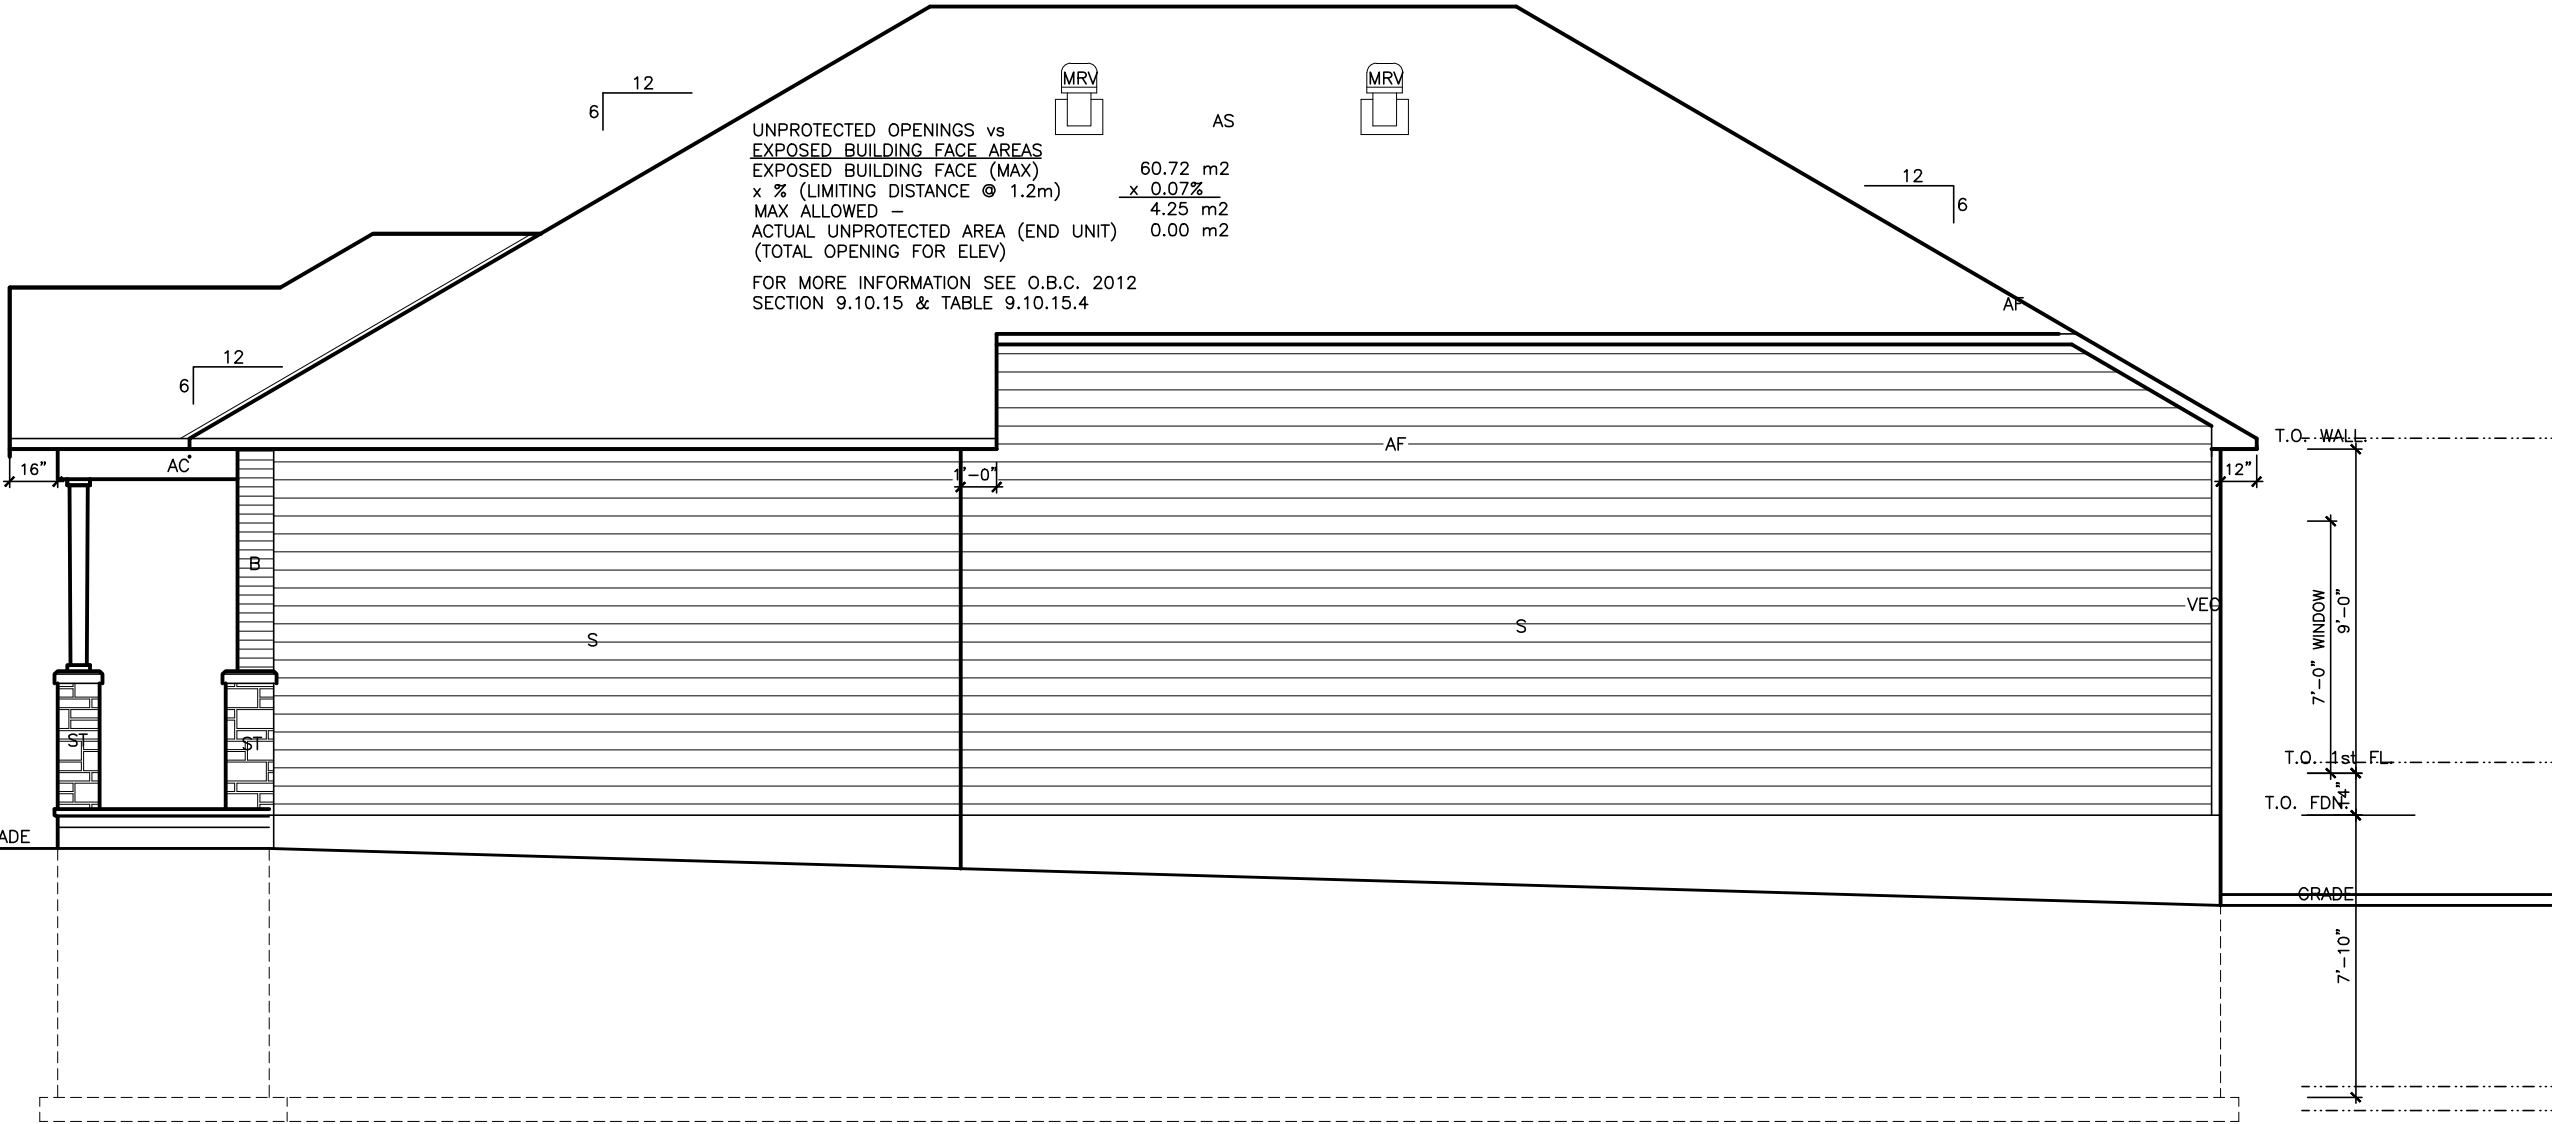 MRV
MRV
12
6
AS
UNPROTECTED OPENINGS vs
EXPOSED BUILDING FACE AREAS
EXPOSED BUILDING FACE (MAX) 60.72 m2
x % (LIMITING DISTANCE @ 1.2m) x 0.07%
MAX ALLOWED – 4.25 m2
ACTUAL UNPROTECTED AREA (END UNIT) 0.00 m2
(TOTAL OPENING FOR ELEV)
FOR MORE INFORMATION SEE O.B.C. 2012
SECTION 9.10.15 & TABLE 9.10.15.4
12
6
AF
12
6
T.O. WALL.
AF
AC
16"
1'-0"
12"
B
VEC
S
S
7'-0" WINDOW
9'-0"
ST
ST
T.O. 1st FL.
T.O. FDN.
ADE
GRADE
7'-10"